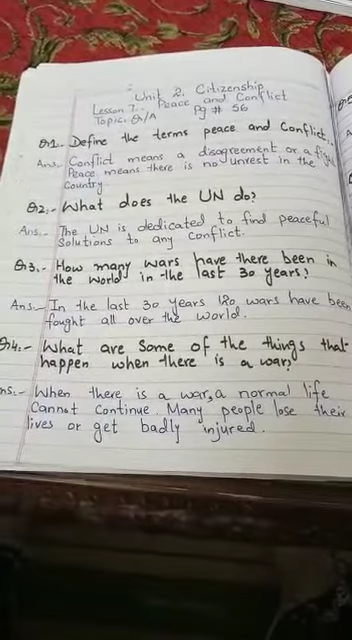 Unit 2. Citizenship
Lesson 7.. Peace and Conflict
Topic:- Q/A Pg # 56
Q1.- Define the terms peace and Conflict..
Ans.- Conflict means a disagreement or a fight
Peace means there is no unrest in the
Country
Q2:- What does the UN do?
Ans.- The UN is dedicated to find peaceful
Solutions to any Conflict.
Q3.- How many wars have there been in
the world in the last 30 years?
Ans.- In the last 30 years 120 wars have been
fought all over the world.
Q4:- What are some of the things that
happen when there is a war?
ns.- When there is a war, a normal life
Cannot Continue. Many people lose their
lives or get badly injured.